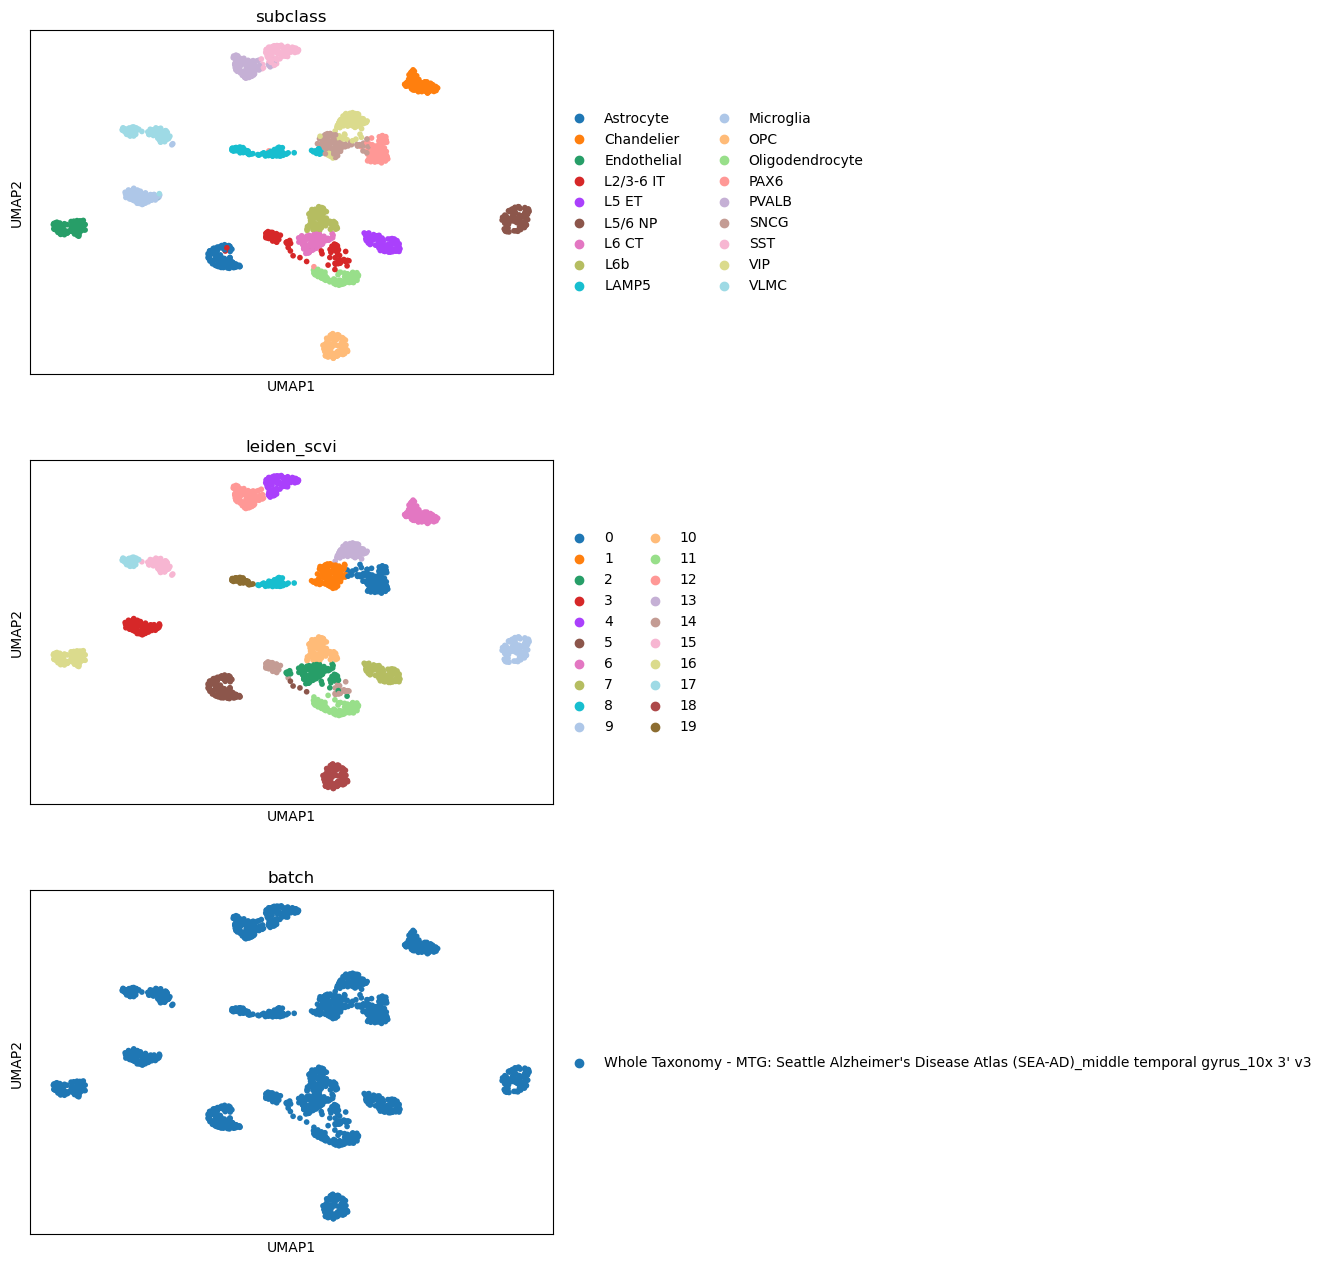 subclass
UMAP2
UMAP1
Astrocyte
Chandelier
Endothelial
L2/3-6 IT
L5 ET
L5/6 NP
L6 CT
L6b
LAMP5
Microglia
OPC
Oligodendrocyte
PAX6
PVALB
SNCG
SST
VIP
VLMC
leiden_scvi
UMAP2
UMAP1
0
1
2
3
4
5
6
7
8
9
10
11
12
13
14
15
16
17
18
19
batch
UMAP2
UMAP1
Whole Taxonomy - MTG: Seattle Alzheimer's Disease Atlas (SEA-AD)_middle temporal gyrus_10x 3' v3